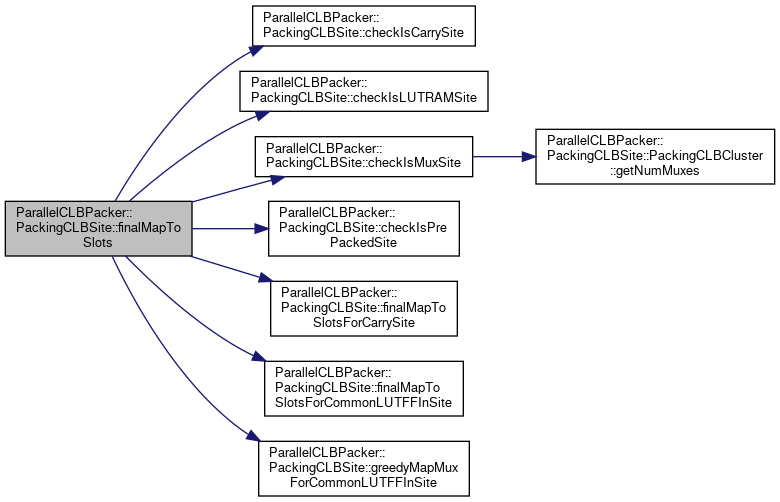 ParallelCLBPacker::
PackingCLBSite::checkIsCarrySite
ParallelCLBPacker::
PackingCLBSite::checkIsLUTRAMSite
ParallelCLBPacker::
PackingCLBSite::checkIsMuxSite
ParallelCLBPacker::
PackingCLBSite::PackingCLBCluster
::getNumMuxes
ParallelCLBPacker::
PackingCLBSite::finalMapTo
Slots
ParallelCLBPacker::
PackingCLBSite::checkIsPre
PackedSite
ParallelCLBPacker::
PackingCLBSite::finalMapTo
SlotsForCarrySite
ParallelCLBPacker::
PackingCLBSite::finalMapTo
SlotsForCommonLUTFFInSite
ParallelCLBPacker::
PackingCLBSite::greedyMapMux
ForCommonLUTFFInSite